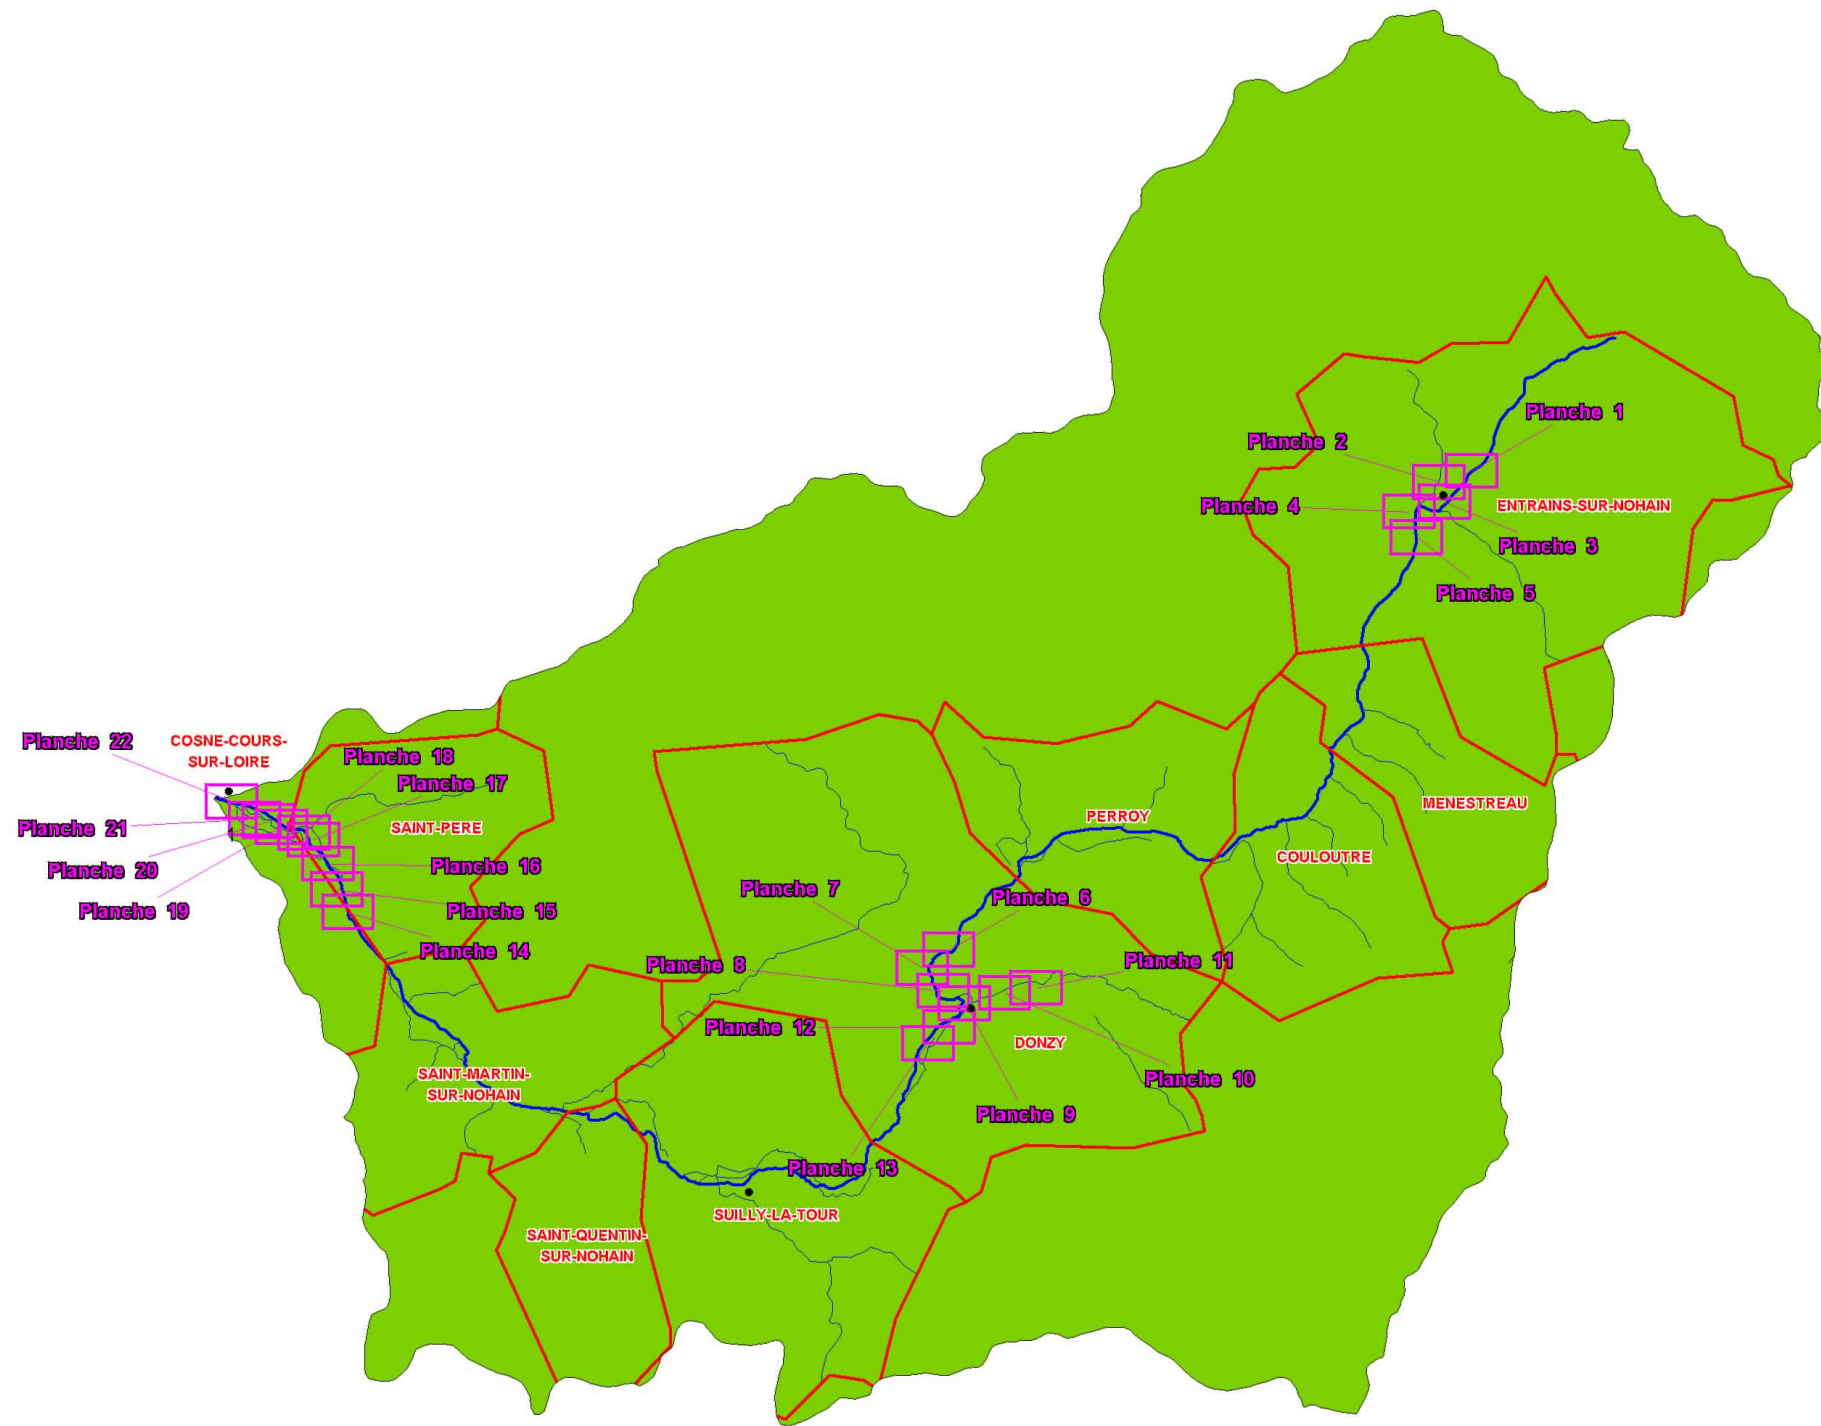 Planche 1
Planche 2
ENTRAINS-SUR-NOHAIN
Planche 4
Planche 3
Planche 5
Planche 22
COSNE-COURS-
SUR-LOIRE
Planche 18
Planche 17
MENESTREAU
PERROY
Planche 21
SAINT-PERE
COULOUTRE
Planche 16
Planche 20
Planche 7
Planche 6
Planche 19
Planche 15
Planche 14
Planche 8
Planche 11
Planche 12
DONZY
SAINT-MARTIN-
SUR-NOHAIN
Planche 10
Planche 9
Planche 13
SUILLY-LA-TOUR
SAINT-QUENTIN-
SUR-NOHAIN